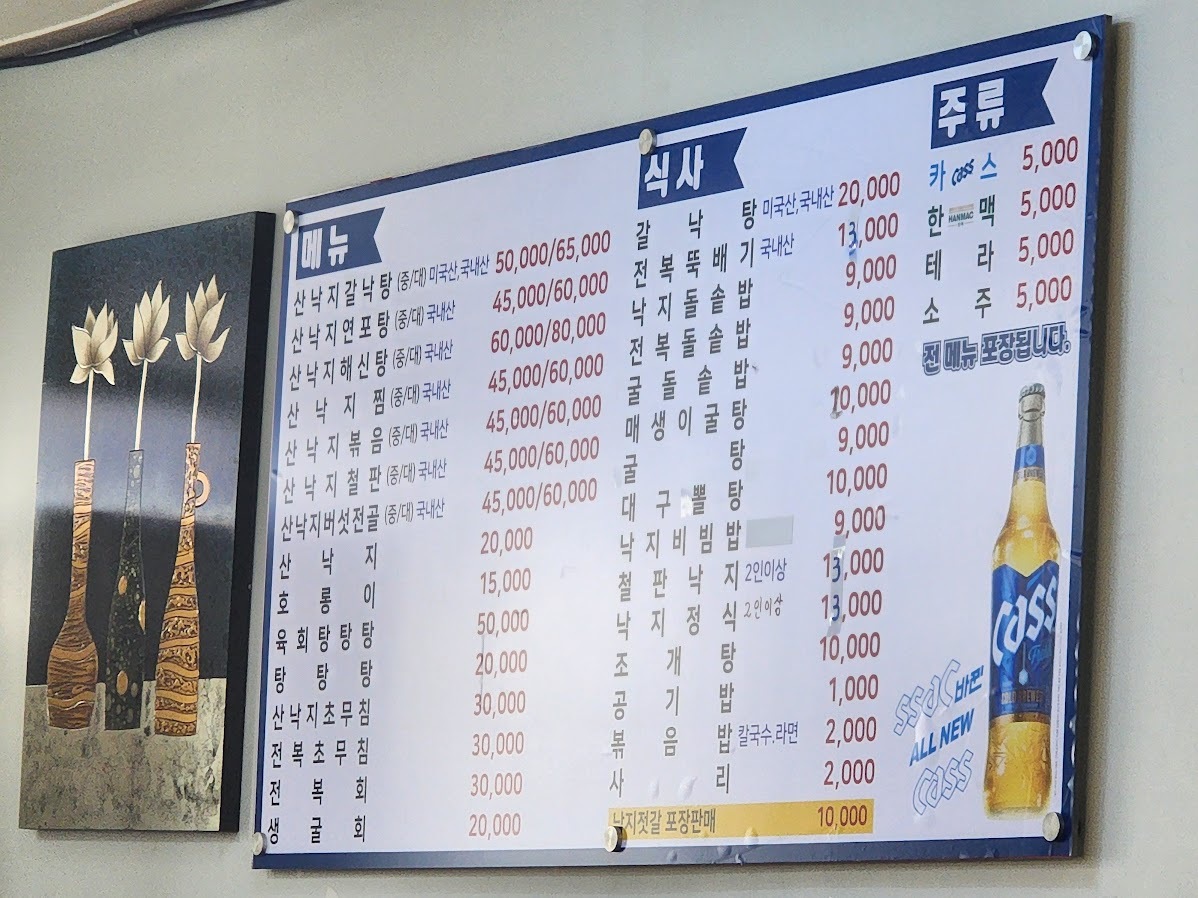 메뉴
산낙지갈낙탕 (중/대) 미국산,국내산 50,000/65,000
산낙지연포탕 (중/대) 국내산 45,000/60,000
산낙지해신탕 (중/대) 국내산 60,000/80,000
산낙지찜 (중/대) 국내산 45,000/60,000
산낙지볶음 (중/대) 국내산 45,000/60,000
산낙지철판 (중/대) 국내산 45,000/60,000
산낙지버섯전골 (중/대) 국내산 45,000/60,000
산낙지 20,000
호롱이 15,000
육회탕탕탕 50,000
탕탕탕 20,000
산낙지초무침 30,000
전복초무침 30,000
전복회 30,000
생굴회 20,000
식사
갈낙탕 미국산,국내산 20,000
전복뚝배기 국내산 13,000
낙지돌솥밥 9,000
전복돌솥밥 9,000
굴돌솥밥 9,000
매생이굴탕 10,000
굴탕 9,000
대구뽈탕 10,000
낙지비빔밥 9,000
철판낙지 2인이상 13,000
낙지정식 2인이상 13,000
조개탕 10,000
공기밥 1,000
볶음밥 칼국수.라면 2,000
사리 2,000
낙지젓갈 포장판매 10,000
주류
카 cass 스 5,000
한 HANMAC 맥 5,000
테라 5,000
소주 5,000
전 메뉴 포장됩니다.
cass
바뀐
ALL NEW
cass